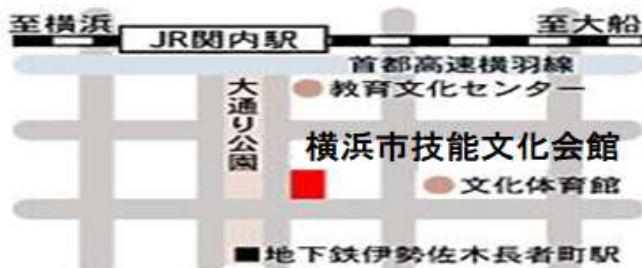 至横浜
JR関内駅
至大船
首都高速横羽線
大通り公園
教育文化センター
横浜市技能文化会館
文化体育館
地下鉄伊勢佐木長者町駅